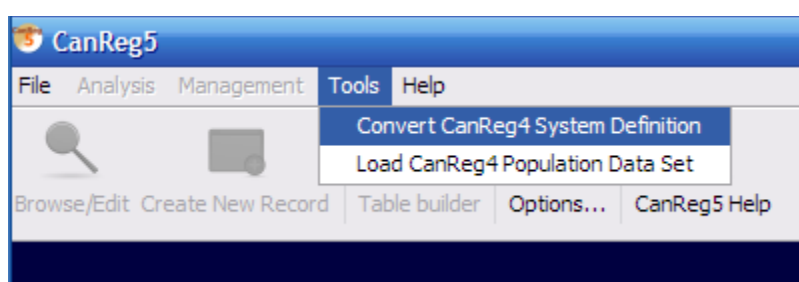 CanReg5
File Analysis Management Tools Help
Convert CanReg4 System Definition
Load CanReg4 Population Data Set
Browse/Edit Create New Record Table builder Options... CanReg5 Help